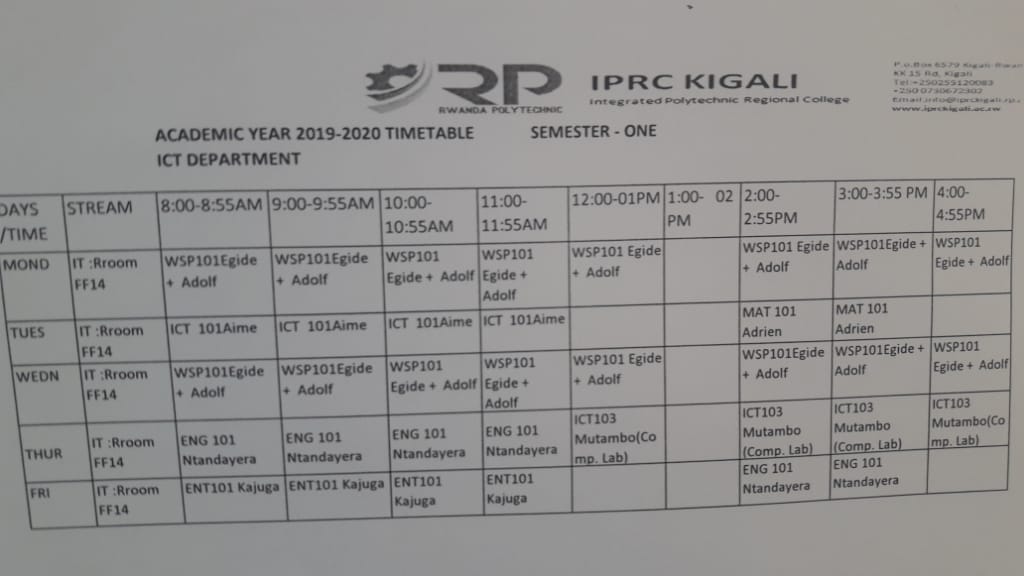 RP
RWANDA POLYTECHNIC
IPRC KIGALI
Integrated Polytechnic Regional College
P.o.Box 6579 Kigali-Rwan
KK 15 Rd, Kigali
Tel:+250255120083
+250 0730672302
Email:info@iprckigali.rp.
www.iprckigali.ac.rw
ACADEMIC YEAR 2019-2020 TIMETABLE SEMESTER - ONE
ICT DEPARTMENT
DAYS /TIME STREAM 8:00-8:55AM 9:00-9:55AM 10:00-10:55AM 11:00-11:55AM 12:00-01PM 1:00- 02 PM 2:00-2:55PM 3:00-3:55 PM 4:00-4:55PM
MOND IT :Rroom FF14 WSP101Egide + Adolf WSP101Egide + Adolf WSP101 Egide + Adolf WSP101 Egide + Adolf WSP101 Egide + Adolf WSP101 Egide + Adolf WSP101Egide + Adolf WSP101 Egide + Adolf
TUES IT :Rroom FF14 ICT 101Aime ICT 101Aime ICT 101Aime ICT 101Aime MAT 101 Adrien MAT 101 Adrien
WEDN IT :Rroom FF14 WSP101Egide + Adolf WSP101Egide + Adolf WSP101 Egide + Adolf WSP101 Egide + Adolf WSP101 Egide + Adolf WSP101Egide + Adolf WSP101Egide + Adolf WSP101 Egide + Adolf
THUR IT :Rroom FF14 ENG 101 Ntandayera ENG 101 Ntandayera ENG 101 Ntandayera ENG 101 Ntandayera ICT103 Mutambo(Comp. Lab) ICT103 Mutambo (Comp. Lab) ICT103 Mutambo (Comp. Lab) ICT103 Mutambo(Comp. Lab)
FRI IT :Rroom FF14 ENT101 Kajuga ENT101 Kajuga ENT101 Kajuga ENT101 Kajuga ENG 101 Ntandayera ENG 101 Ntandayera